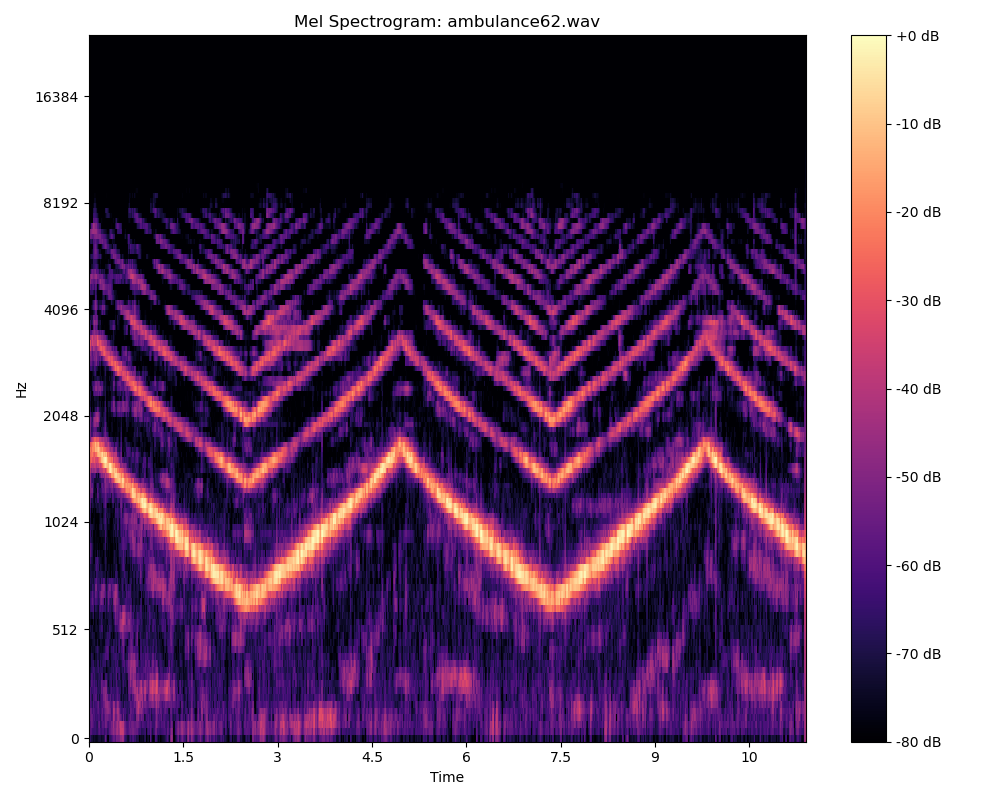 Mel Spectrogram: ambulance62.wav
+0 dB
16384
-10 dB
8192
-20 dB
4096
-30 dB
Hz
-40 dB
2048
-50 dB
1024
-60 dB
512
-70 dB
0
-80 dB
0 1.5 3 4.5 6 7.5 9 10
Time